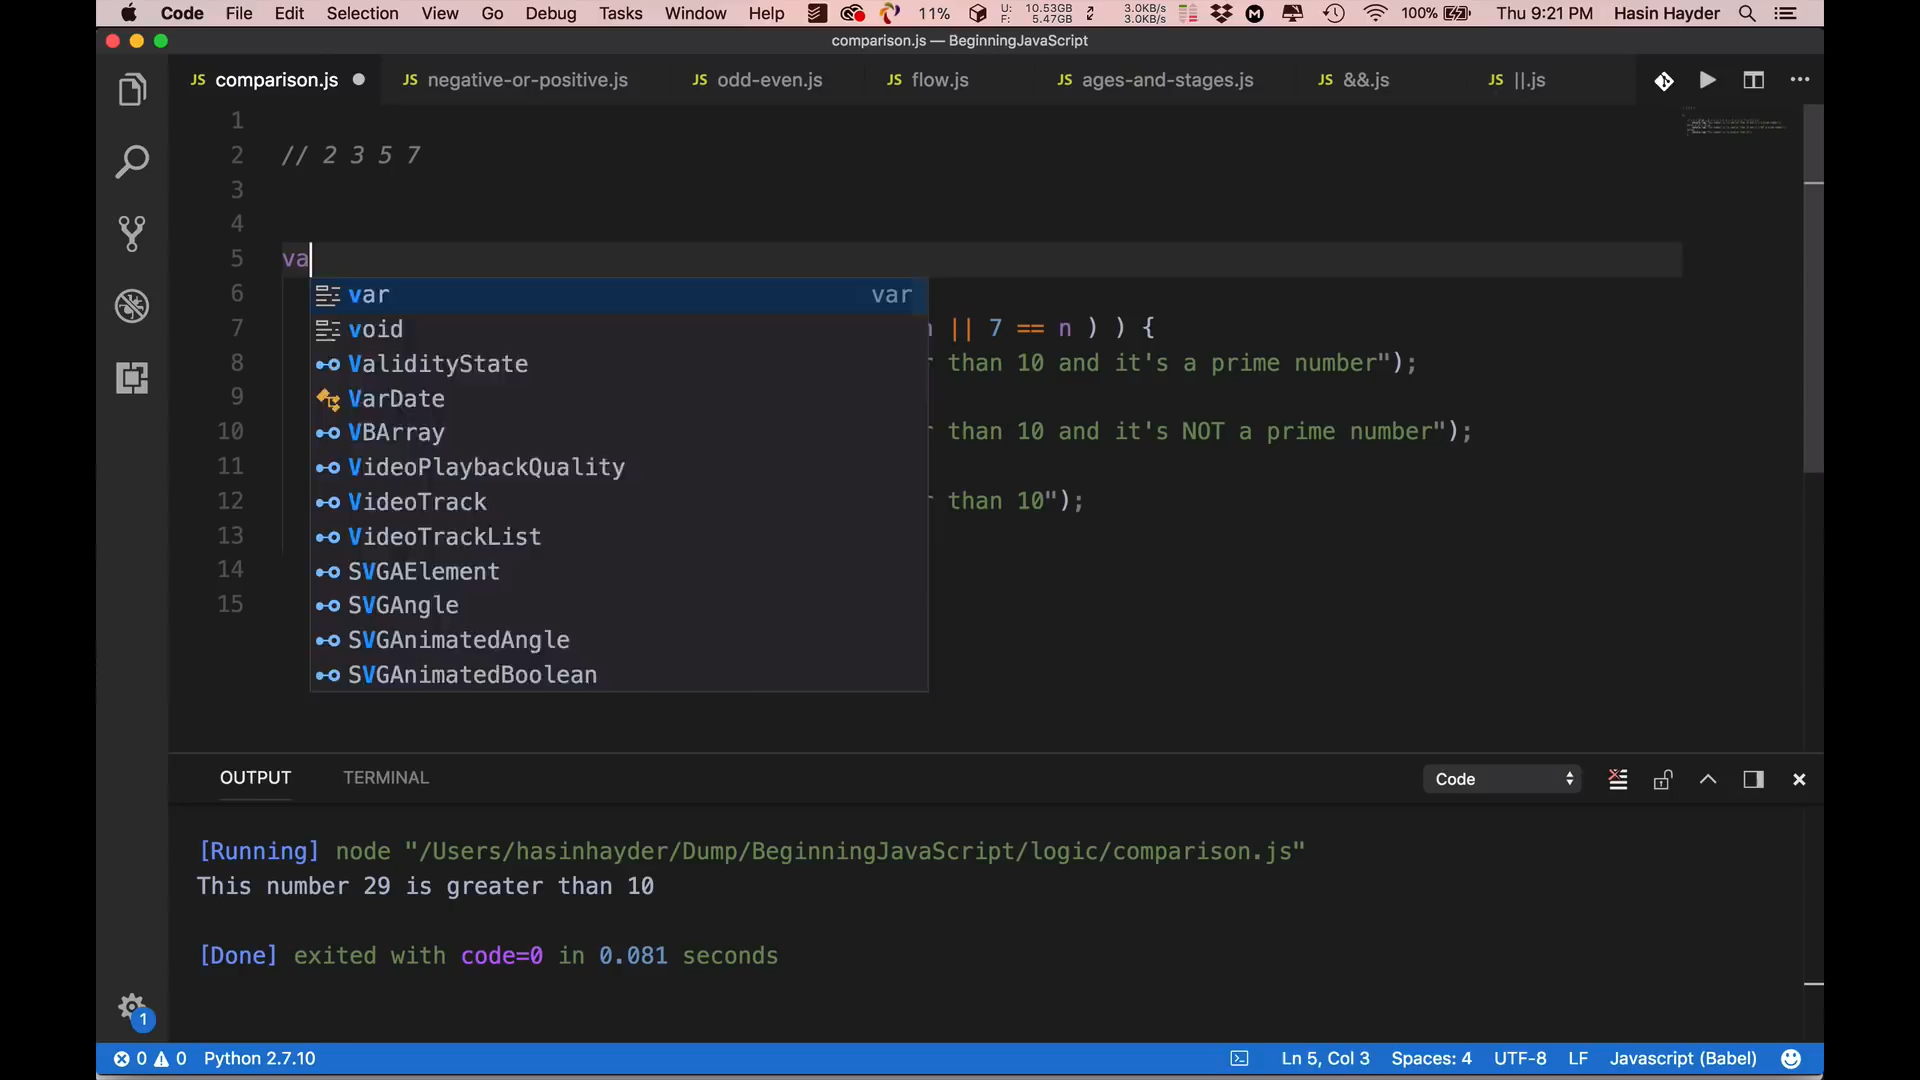 Code File Edit Selection View Go Debug Tasks Window Help 11% U: 10.53GB F: 5.47GB 3.0KB/s 3.0KB/s 100% Thu 9:21 PM Hasin Hayder
comparison.js — BeginningJavaScript
JS comparison.js JS negative-or-positive.js JS odd-even.js JS flow.js JS ages-and-stages.js JS &&.js JS ||.js
1
2 // 2 3 5 7
3
4
5 va
6 var var
7 void || 7 == n ) ) {
8 ValidityState than 10 and it's a prime number");
9 VarDate
10 VBArray than 10 and it's NOT a prime number");
11 VideoPlaybackQuality
12 VideoTrack than 10");
13 VideoTrackList
14 SVGAElement
15 SVGAngle
SVGAnimatedAngle
SVGAnimatedBoolean
OUTPUT TERMINAL Code
[Running] node "/Users/hasinhayder/Dump/BeginningJavaScript/logic/comparison.js"
This number 29 is greater than 10
[Done] exited with code=0 in 0.081 seconds
1
0 0 Python 2.7.10 Ln 5, Col 3 Spaces: 4 UTF-8 LF Javascript (Babel)